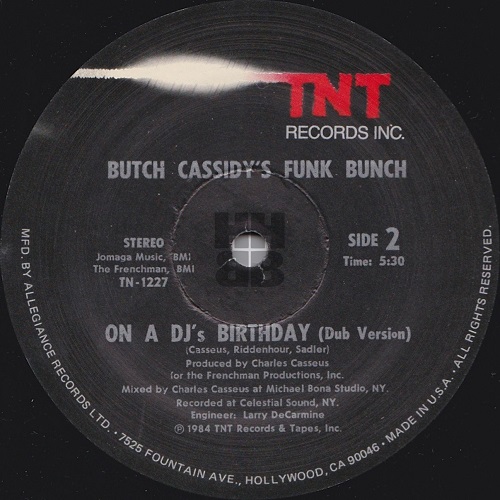 TNT
RECORDS INC.
BUTCH CASSIDY'S FUNK BUNCH
STEREO
Jomaga Music, BMI
The Frenchman, BMI
TN-1227
SIDE 2
Time: 5:30
ON A DJ's BIRTHDAY (Dub Version)
(Casseus, Riddenhour, Sadler)
Produced by Charles Casseus
for the Frenchman Productions, Inc.
Mixed by Charles Casseus at Michael Bona Studio, NY.
Recorded at Celestial Sound, NY.
Engineer: Larry DeCarmine
℗ 1984 TNT Records & Tapes, Inc.
MFD. BY ALLEGIANCE RECORDS LTD. • 7525 FOUNTAIN AVE., HOLLYWOOD, CA 90046 • MADE IN U.S.A. • ALL RIGHTS RESERVED.